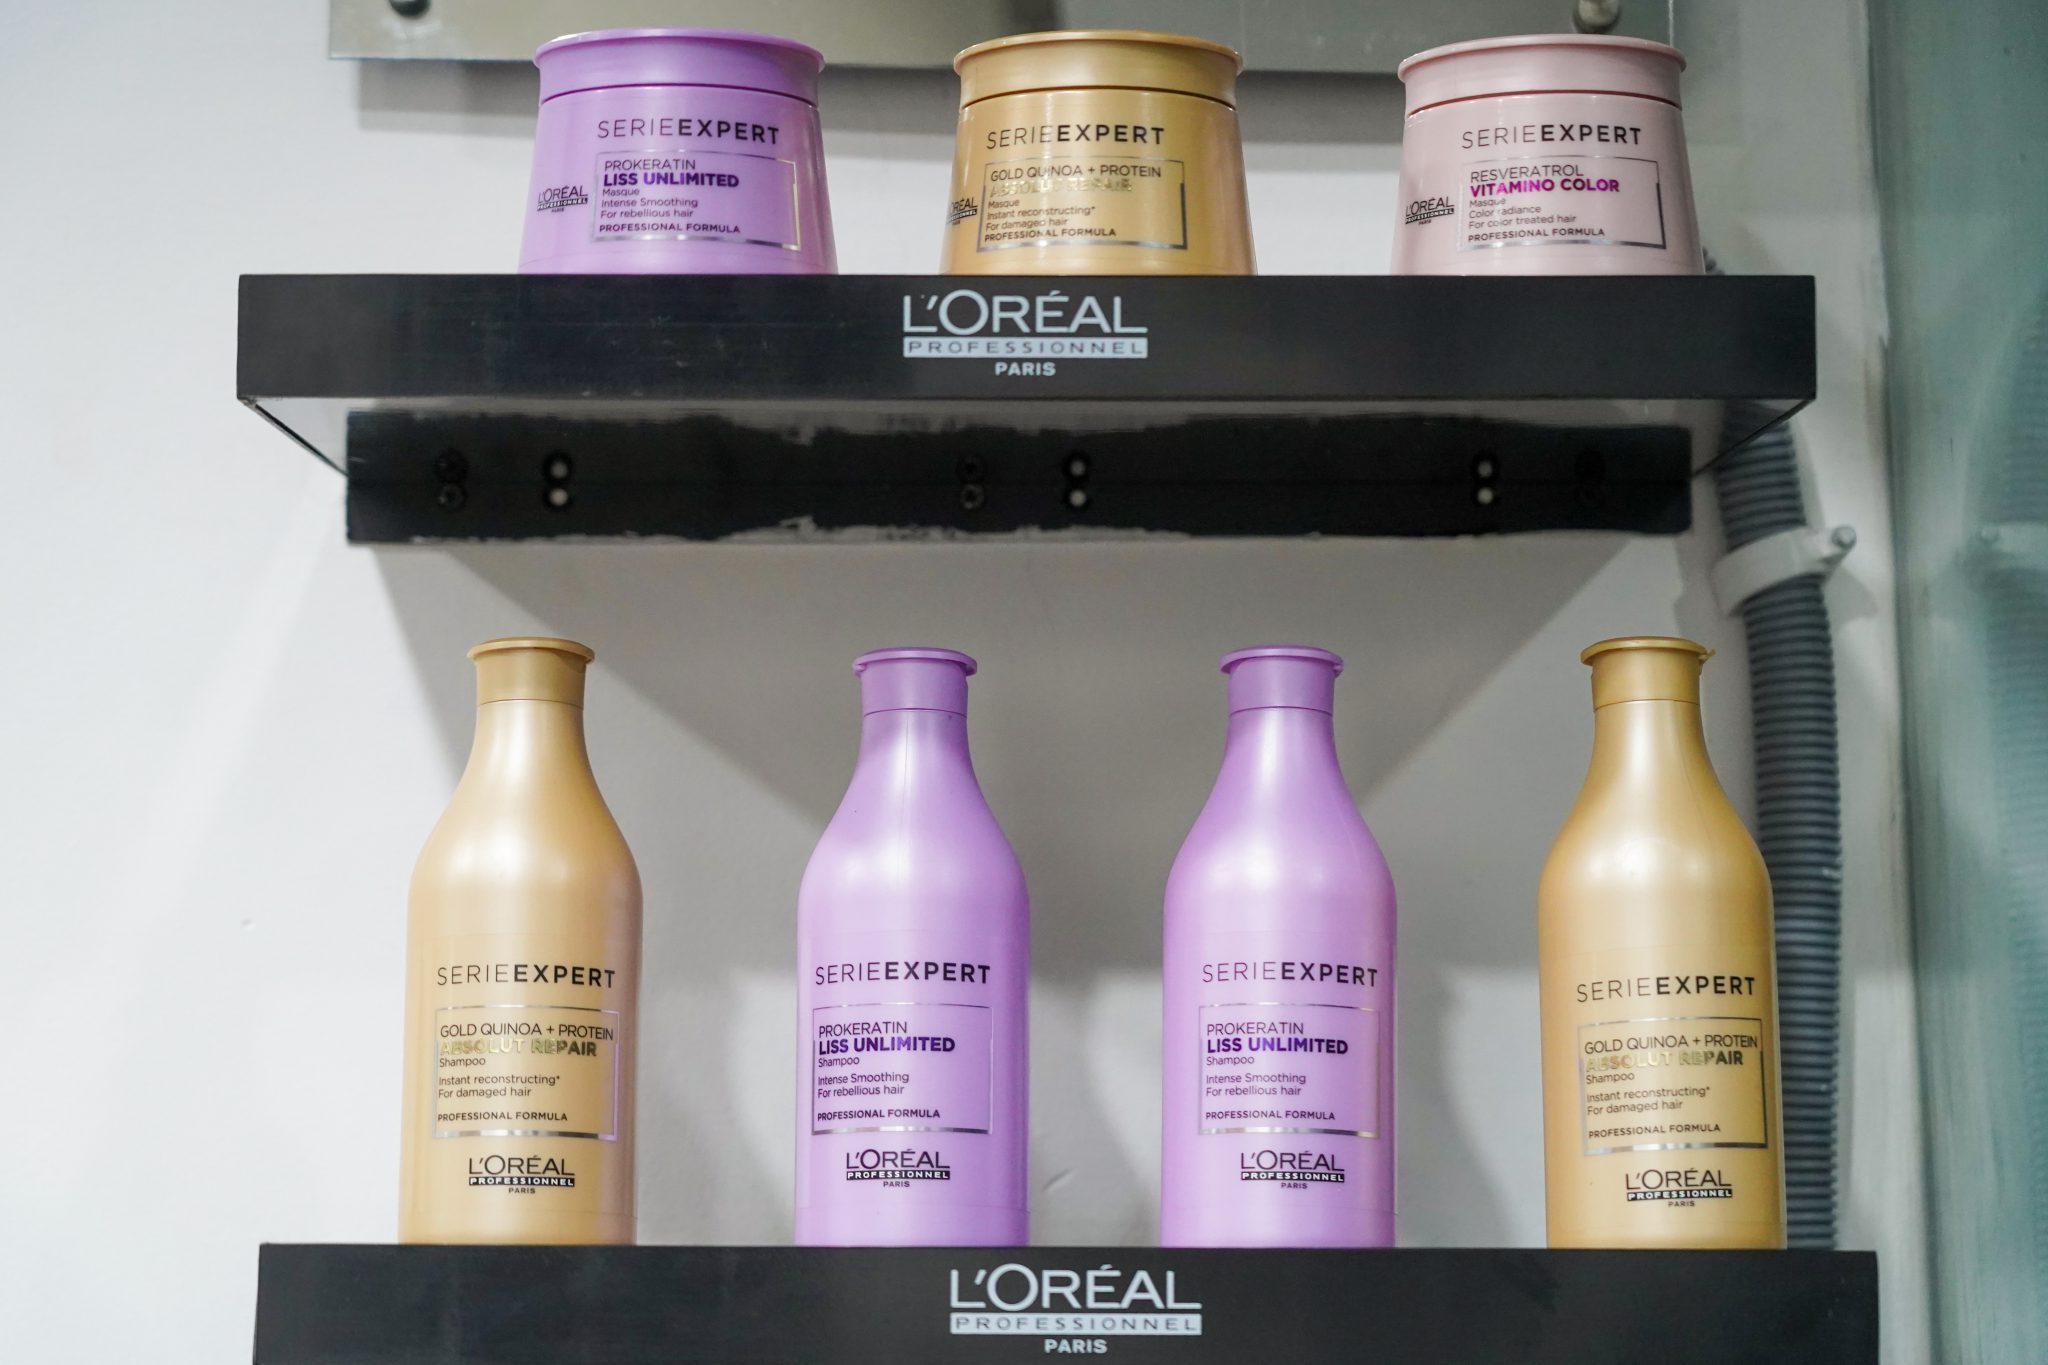 SERIEEXPERT
PROKERATIN
LISS UNLIMITED
Masque
Intense Smoothing
For rebellious hair
PROFESSIONAL FORMULA
L'ORÉAL
PROFESSIONNEL
PARIS
SERIEEXPERT
GOLD QUINOA + PROTEIN
ABSOLUT REPAIR
Masque
Instant reconstructing*
For damaged hair
PROFESSIONAL FORMULA
L'ORÉAL
PROFESSIONNEL
PARIS
SERIEEXPERT
RESVERATROL
VITAMINO COLOR
Masque
Color radiance
For color treated hair
PROFESSIONAL FORMULA
L'ORÉAL
PROFESSIONNEL
PARIS
L'ORÉAL
PROFESSIONNEL
PARIS
SERIEEXPERT
GOLD QUINOA + PROTEIN
ABSOLUT REPAIR
Shampoo
Instant reconstructing*
For damaged hair
PROFESSIONAL FORMULA
L'ORÉAL
PROFESSIONNEL
PARIS
SERIEEXPERT
PROKERATIN
LISS UNLIMITED
Shampoo
Intense Smoothing
For rebellious hair
PROFESSIONAL FORMULA
L'ORÉAL
PROFESSIONNEL
PARIS
SERIEEXPERT
PROKERATIN
LISS UNLIMITED
Shampoo
Intense Smoothing
For rebellious hair
PROFESSIONAL FORMULA
L'ORÉAL
PROFESSIONNEL
PARIS
SERIEEXPERT
GOLD QUINOA + PROTEIN
ABSOLUT REPAIR
Shampoo
Instant reconstructing*
For damaged hair
PROFESSIONAL FORMULA
L'ORÉAL
PROFESSIONNEL
PARIS
L'ORÉAL
PROFESSIONNEL
PARIS